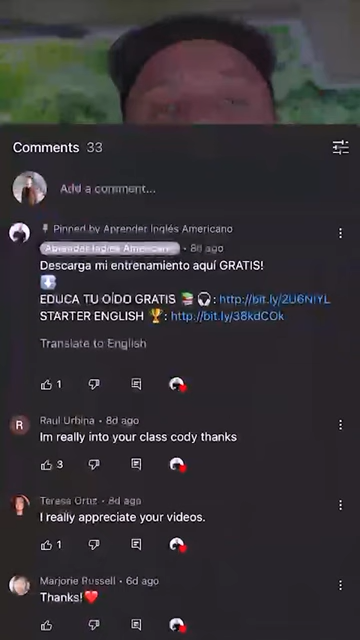 Comments 33
Add a comment...
Pinned by Aprender Inglés Americano
Aprender Inglés Americano • 8d ago
Descarga mi entrenamiento aquí GRATIS!
⬇️
EDUCA TU OÍDO GRATIS 📚🎧: http://bit.ly/2U6NIYL
STARTER ENGLISH 🏆: http://bit.ly/38kdCOk
Translate to English
1
Raul Urbina • 8d ago
Im really into your class cody thanks
3
Teresa Ortiz • 8d ago
I really appreciate your videos.
1
Marjorie Russell • 6d ago
Thanks!❤️